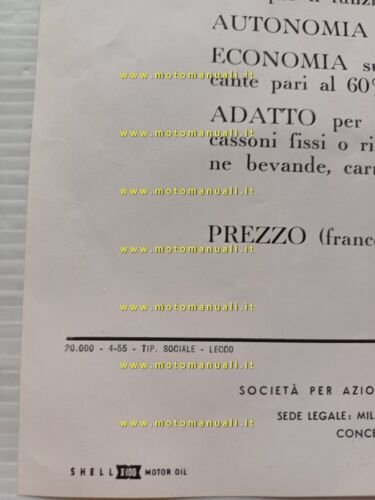 AUTONOMIA
www.motomanuali.it
ECONOMIA su
cante pari al 60%
www.motomanuali.it
ADATTO per
cassoni fissi o ri
www.motomanuali.it
ne bevande, carn
www.motomanuali.it
PREZZO (franco
www.motomanuali.it
www.motomanuali.it
20.000 - 4-55 - TIP. SOCIALE - LECCO
www.motomanuali.it
SOCIETÀ PER AZIO
SEDE LEGALE: MIL
www.motomanuali.it
CONCE
SHELL X-100 MOTOR OIL